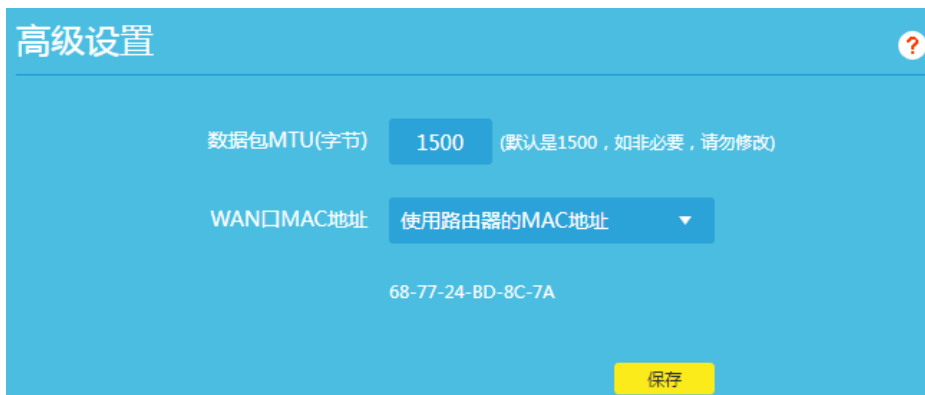 高级设置
?
数据包MTU(字节) 1500 (默认是1500，如非必要，请勿修改)
WAN口MAC地址 使用路由器的MAC地址
68-77-24-BD-8C-7A
保存